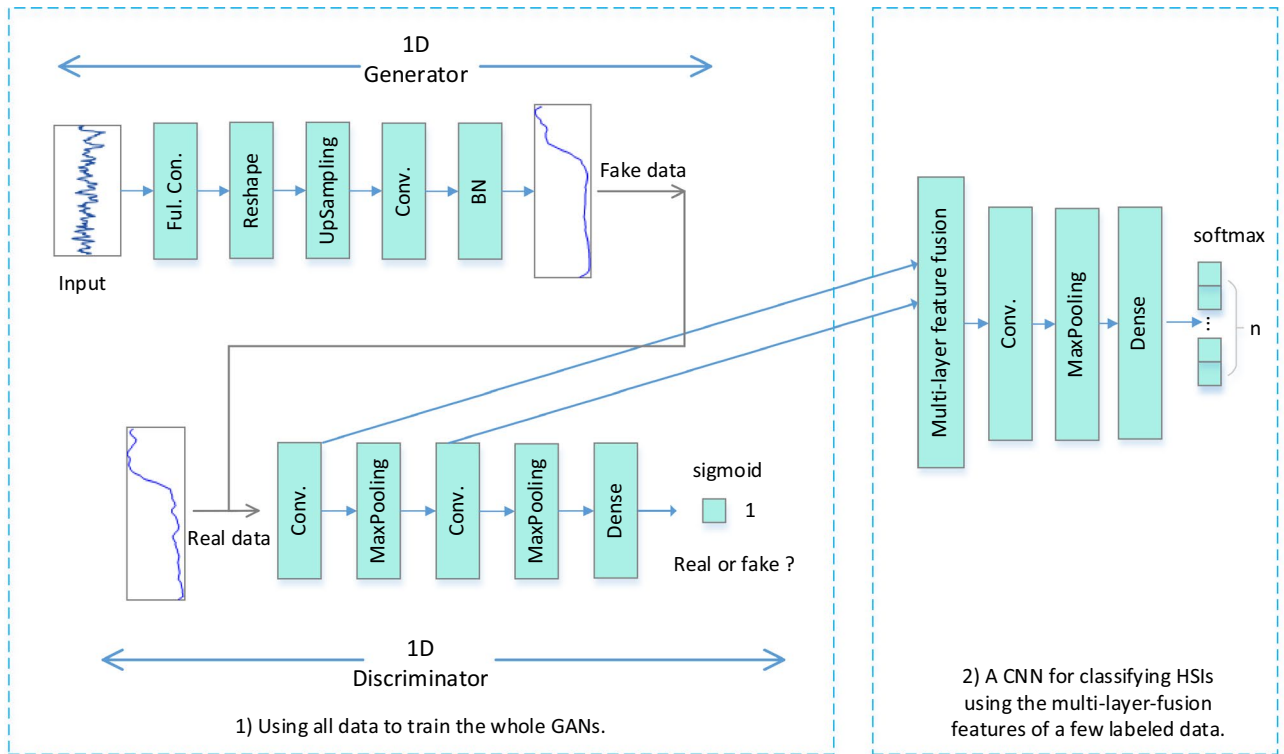 1D
Generator
Input
Ful. Con.
Reshape
UpSampling
Conv.
BN
Fake data
Real data
Conv.
MaxPooling
Conv.
MaxPooling
Dense
sigmoid
1
Real or fake ?
1D
Discriminator
1) Using all data to train the whole GANs.
Multi-layer feature fusion
Conv.
MaxPooling
Dense
softmax
...
n
2) A CNN for classifying HSIs
using the multi-layer-fusion
features of a few labeled data.